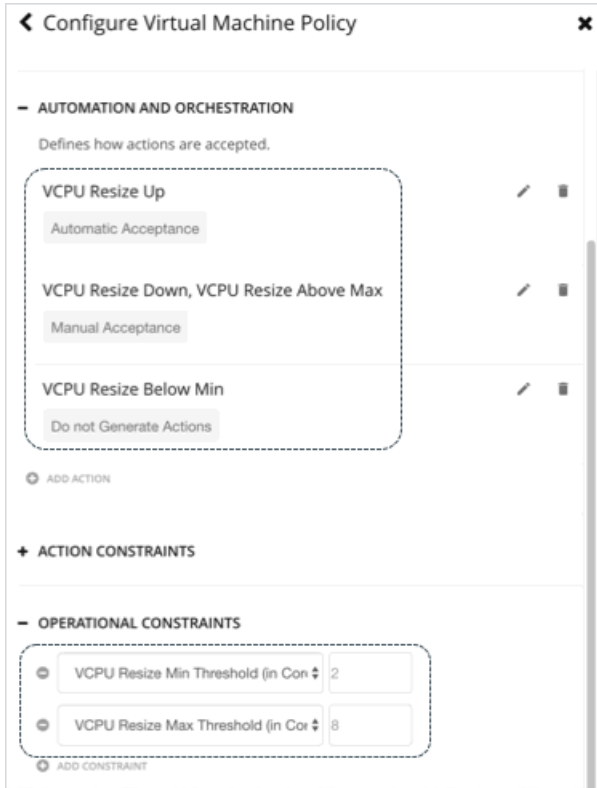 Configure Virtual Machine Policy
AUTOMATION AND ORCHESTRATION
Defines how actions are accepted.
VCPU Resize Up
Automatic Acceptance
VCPU Resize Down, VCPU Resize Above Max
Manual Acceptance
VCPU Resize Below Min
Do not Generate Actions
ADD ACTION
ACTION CONSTRAINTS
OPERATIONAL CONSTRAINTS
VCPU Resize Min Threshold (in Cor 2
VCPU Resize Max Threshold (in Cor 8
ADD CONSTRAINT